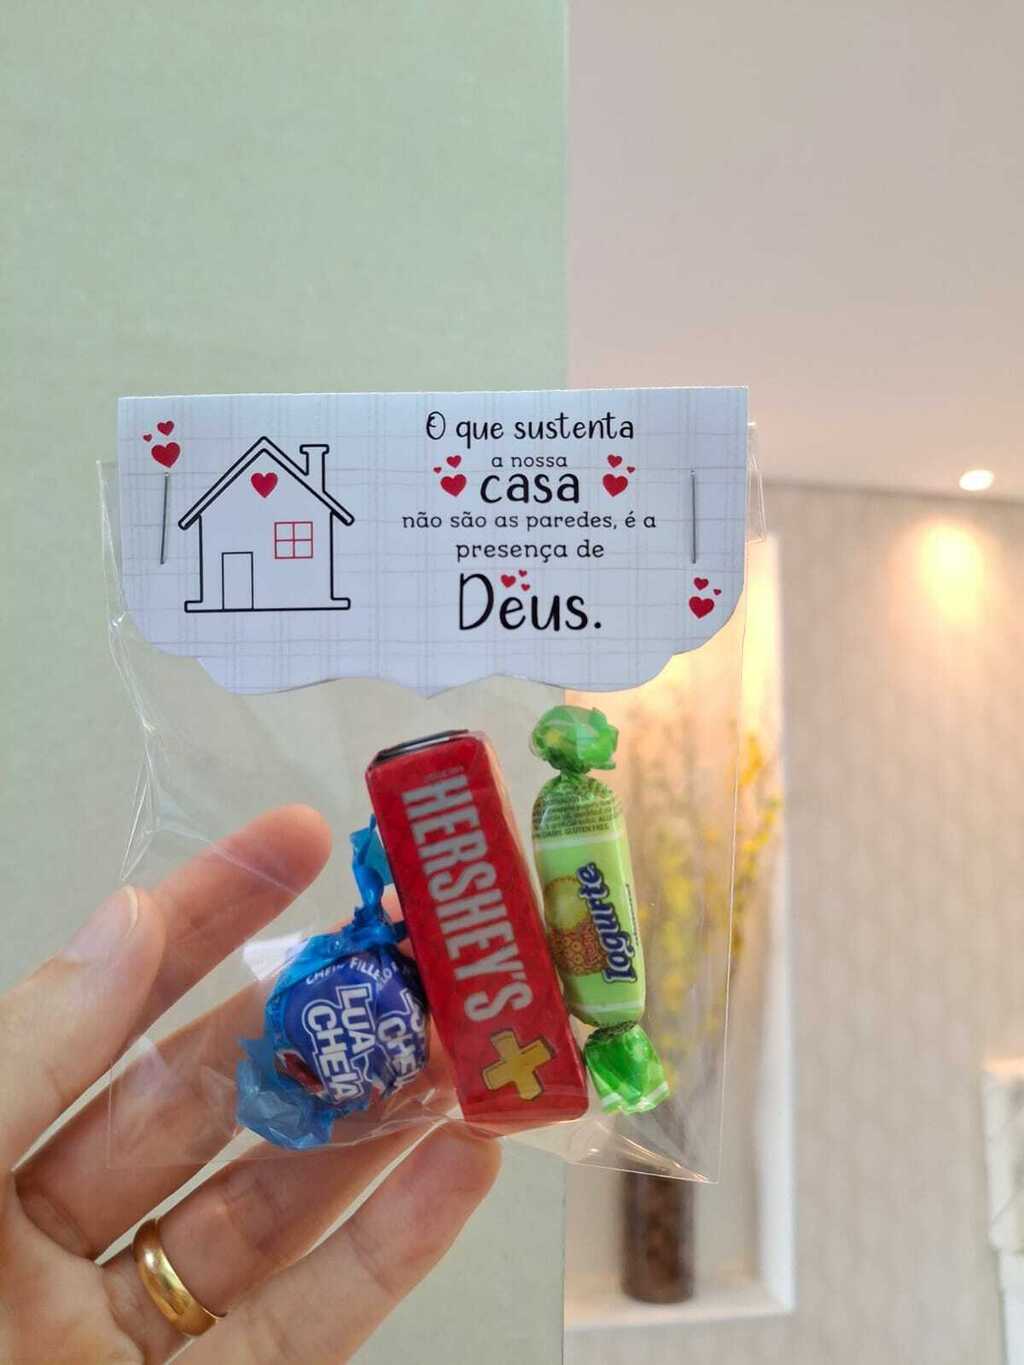 O que sustenta
a nossa
casa
não são as paredes, é a
presença de
Deus.
HERSHEY'S
+
Iogurte
LUA
CHEIA